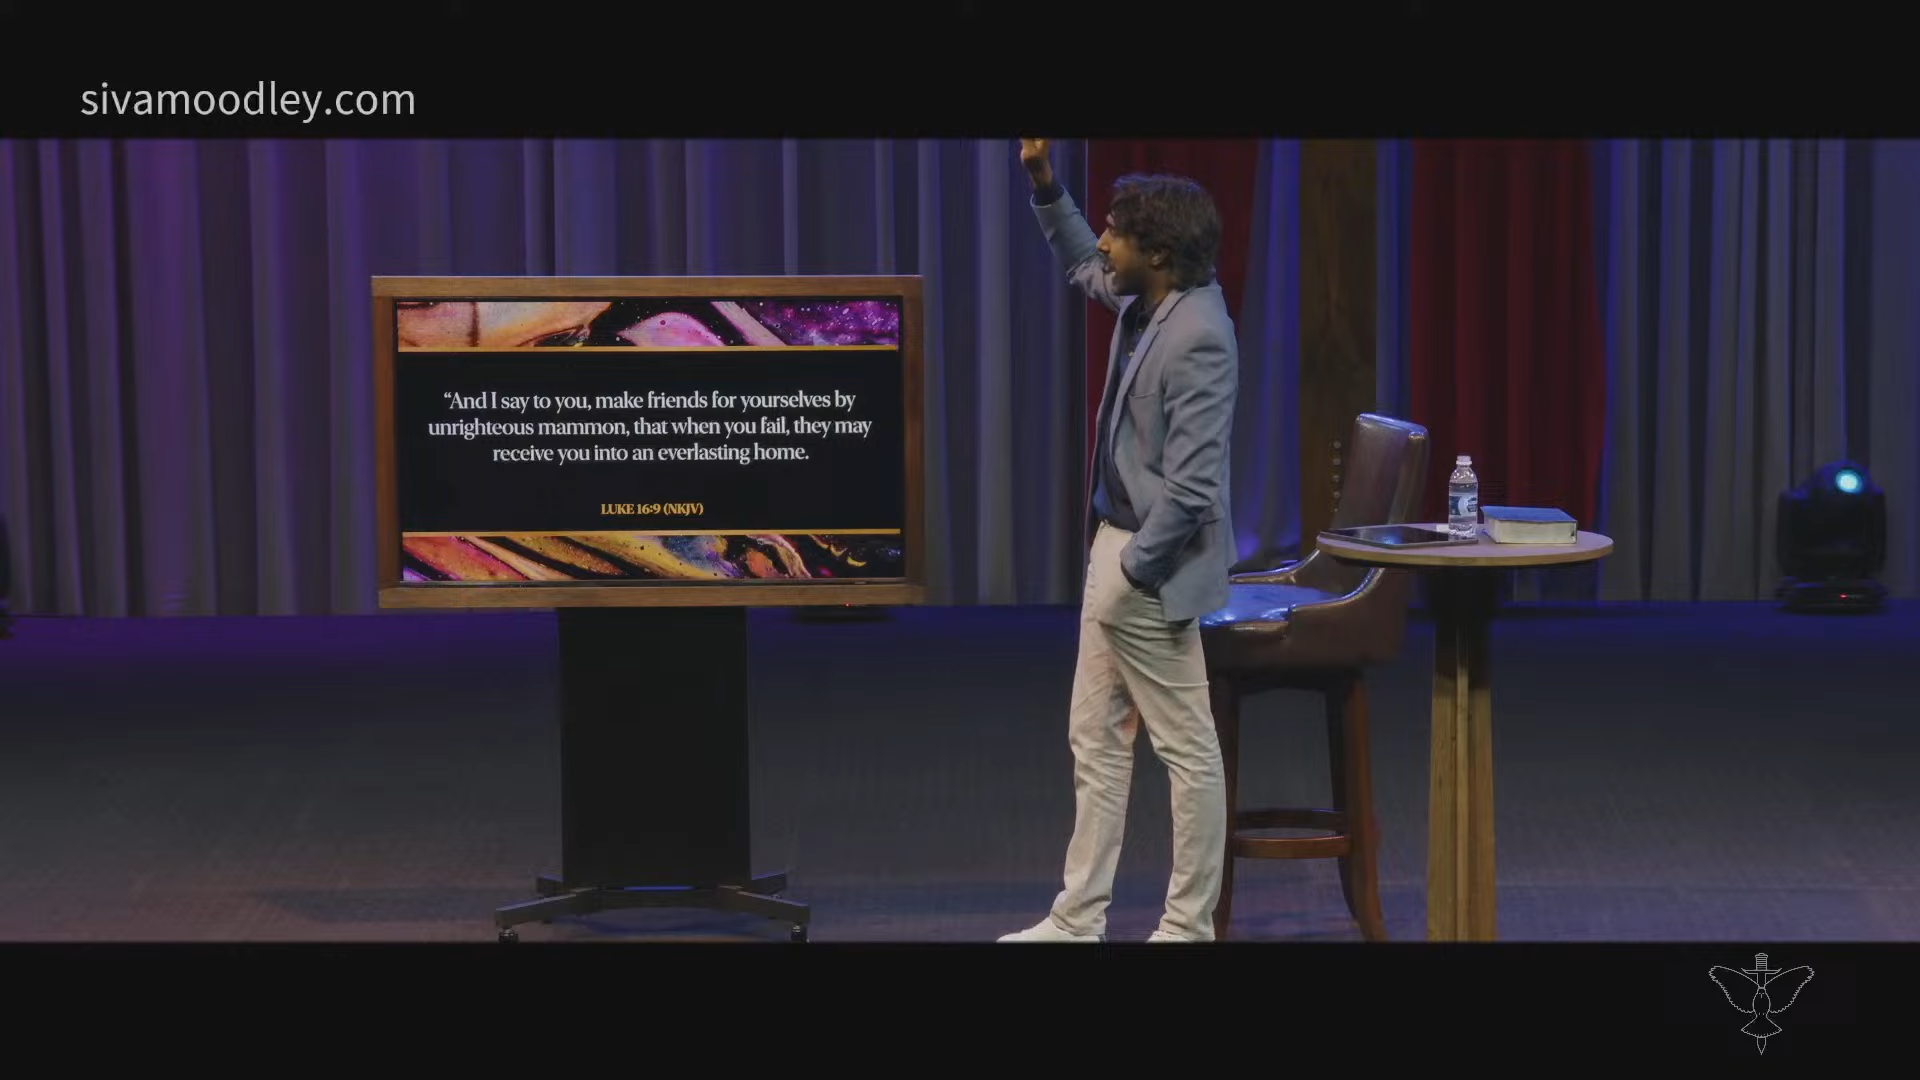 sivamoodley.com
“And I say to you, make friends for yourselves by
unrighteous mammon, that when you fail, they may
receive you into an everlasting home.
LUKE 16:9 (NKJV)